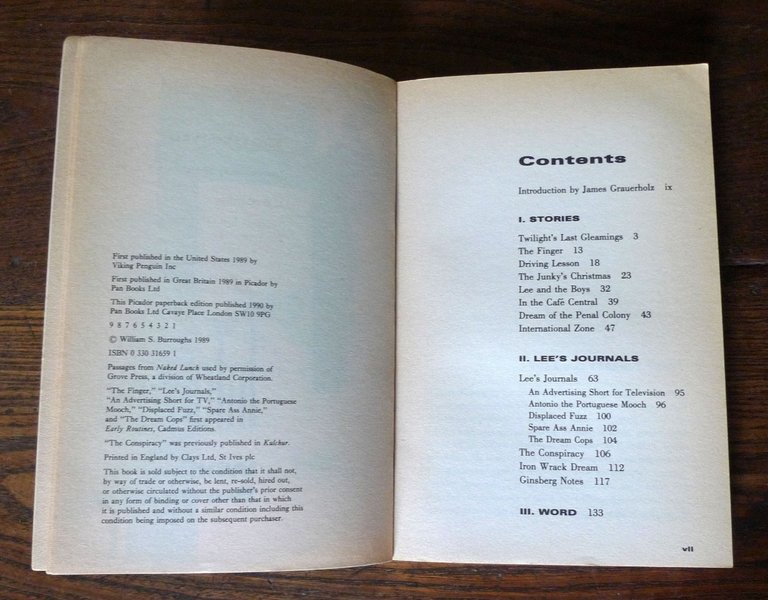 First published in the United States 1989 by
Viking Penguin Inc
First published in Great Britain 1989 in Picador by
Pan Books Ltd
This Picador paperback edition published 1990 by
Pan Books Ltd Cavaye Place London SW10 9PG
9 8 7 6 5 4 3 2 1
© William S. Burroughs 1989
ISBN 0 330 31659 1
Passages from Naked Lunch used by permission of
Grove Press, a division of Wheatland Corporation.
"The Finger," "Lee's Journals,"
"An Advertising Short for TV," "Antonio the Portuguese
Mooch," "Displaced Fuzz," "Spare Ass Annie,"
and "The Dream Cops" first appeared in
Early Routines, Cadmus Editions.
"The Conspiracy" was previously published in Kulchur.
Printed in England by Clays Ltd, St Ives plc
This book is sold subject to the condition that it shall not,
by way of trade or otherwise, be lent, re-sold, hired out,
or otherwise circulated without the publisher's prior consent
in any form of binding or cover other than that in which
it is published and without a similar condition including this
condition being imposed on the subsequent purchaser.
Contents
Introduction by James Grauerholz ix
I. STORIES
Twilight's Last Gleamings 3
The Finger 13
Driving Lesson 18
The Junky's Christmas 23
Lee and the Boys 32
In the Café Central 39
Dream of the Penal Colony 43
International Zone 47
II. LEE'S JOURNALS
Lee's Journals 63
An Advertising Short for Television 95
Antonio the Portuguese Mooch 96
Displaced Fuzz 100
Spare Ass Annie 102
The Dream Cops 104
The Conspiracy 106
Iron Wrack Dream 112
Ginsberg Notes 117
III. WORD 133
vii